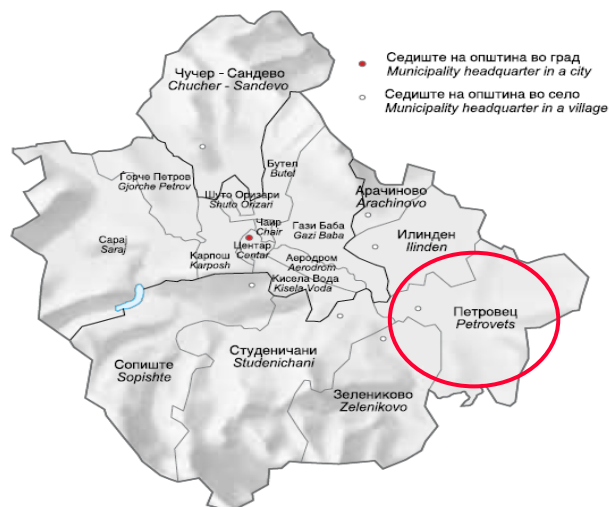 Седиште на општина во град
Municipality headquarter in a city
Седиште на општина во село
Municipality headquarter in a village
Чучер - Сандево
Chucher - Sandevo
Бутел
Butel
Ѓорче Петров
Gjorche Petrov
Шуто Оризари
Shuto Orizari
Арачиново
Arachinovo
Чаир
Chair
Гази Баба
Gazi Baba
Илинден
Ilinden
Сарај
Saraj
Карпош
Karposh
Центар
Centar
Аеродром
Aerodrom
Кисела Вода
Kisela Voda
Петровец
Petrovets
Сопиште
Sopishte
Студеничани
Studenichani
Зелениково
Zelenikovo